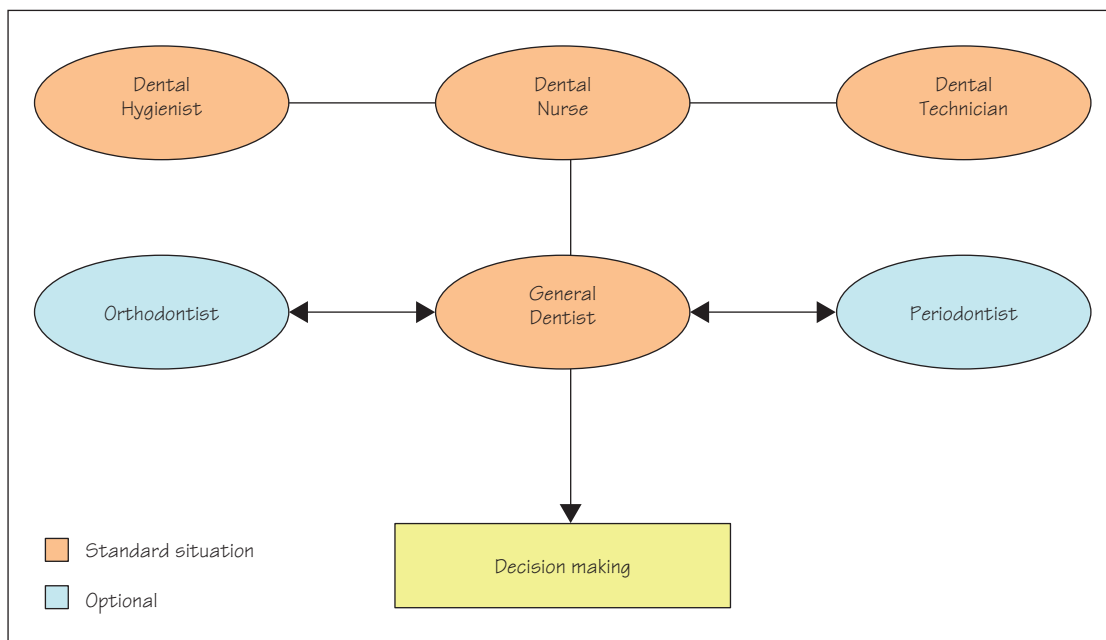 Dental
Hygienist
Dental
Nurse
Dental
Technician
Orthodontist
General
Dentist
Periodontist
Standard situation
Optional
Decision making